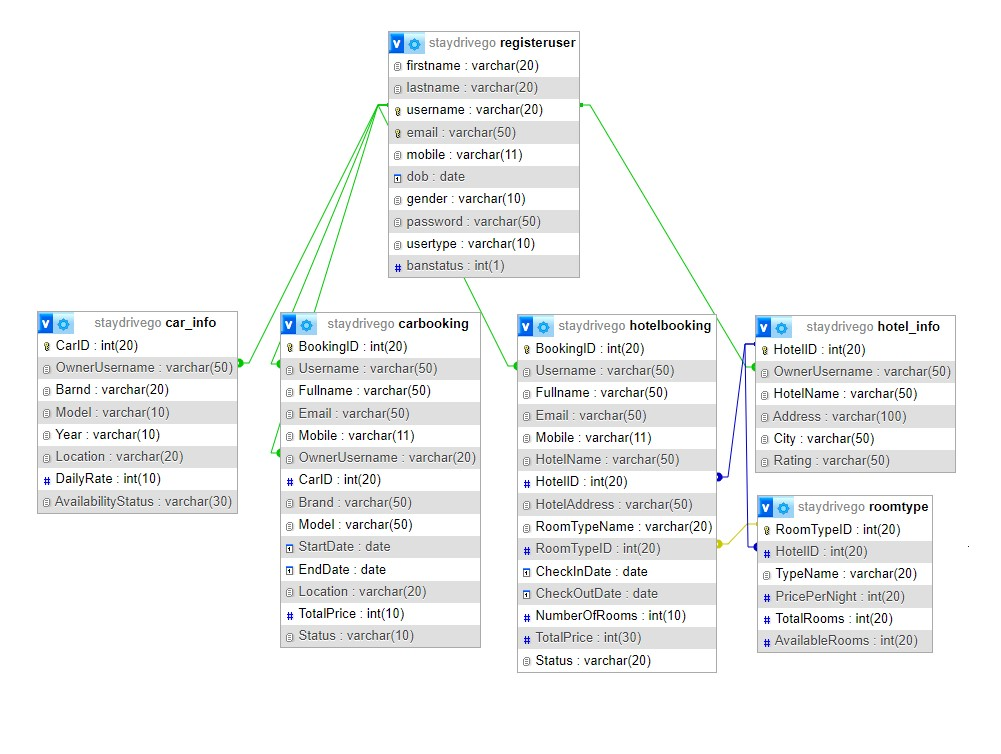 v staydrivego registeruser
firstname : varchar(20)
lastname : varchar(20)
username : varchar(20)
email : varchar(50)
mobile : varchar(11)
dob : date
gender : varchar(10)
password : varchar(50)
usertype : varchar(10)
# banstatus : int(1)
v staydrivego car_info
CarID : int(20)
OwnerUsername : varchar(50)
Barnd : varchar(20)
Model : varchar(10)
Year : varchar(10)
Location : varchar(20)
# DailyRate : int(10)
AvailabilityStatus : varchar(30)
v staydrivego carbooking
BookingID : int(20)
Username : varchar(50)
Fullname : varchar(50)
Email : varchar(50)
Mobile : varchar(11)
OwnerUsername : varchar(20)
# CarID : int(20)
Brand : varchar(50)
Model : varchar(50)
StartDate : date
EndDate : date
Location : varchar(20)
# TotalPrice : int(10)
Status : varchar(10)
v staydrivego hotelbooking
BookingID : int(20)
Username : varchar(50)
Fullname : varchar(50)
Email : varchar(50)
Mobile : varchar(11)
HotelName : varchar(50)
# HotelID : int(20)
HotelAddress : varchar(50)
RoomTypeName : varchar(20)
# RoomTypeID : int(20)
CheckInDate : date
CheckOutDate : date
# NumberOfRooms : int(10)
# TotalPrice : int(30)
Status : varchar(20)
v staydrivego hotel_info
HotelID : int(20)
OwnerUsername : varchar(50)
HotelName : varchar(50)
Address : varchar(100)
City : varchar(50)
Rating : varchar(50)
v staydrivego roomtype
RoomTypeID : int(20)
# HotelID : int(20)
TypeName : varchar(20)
# PricePerNight : int(20)
# TotalRooms : int(20)
# AvailableRooms : int(20)